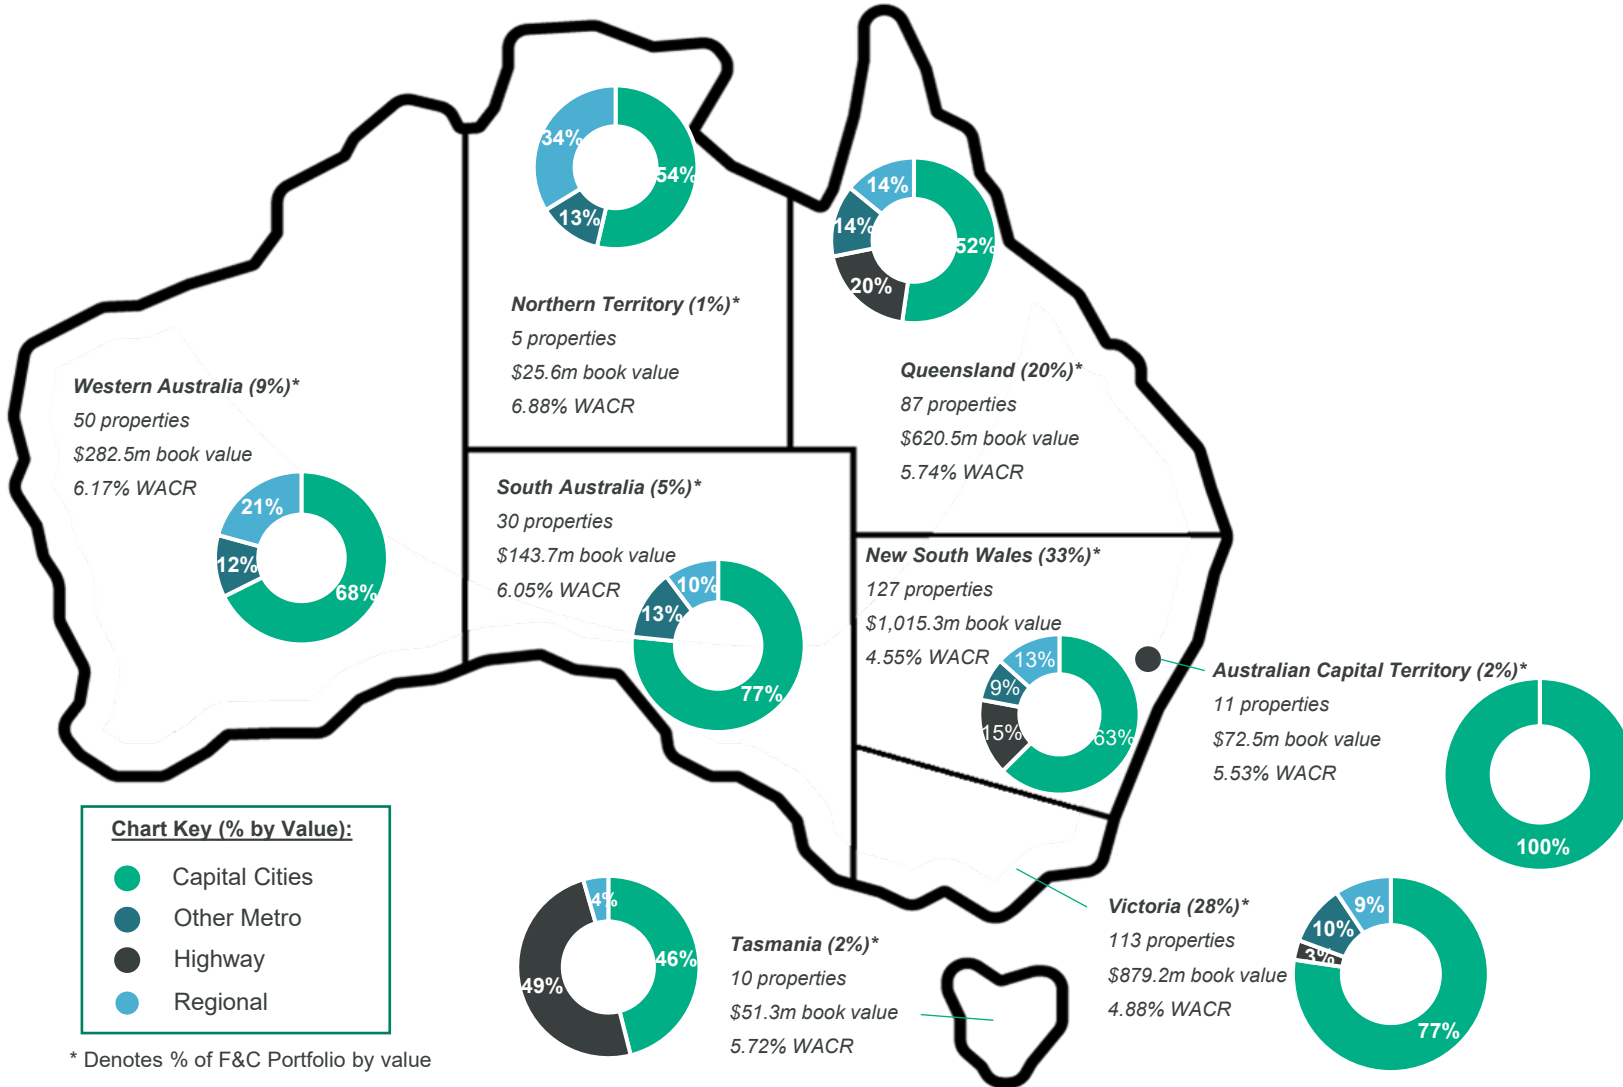 34%
54%
13%
Northern Territory (1%)*
5 properties
$25.6m book value
6.88% WACR
14%
14%
52%
20%
Queensland (20%)*
87 properties
$620.5m book value
5.74% WACR
Western Australia (9%)*
50 properties
$282.5m book value
6.17% WACR
21%
12%
68%
South Australia (5%)*
30 properties
$143.7m book value
6.05% WACR
10%
13%
77%
New South Wales (33%)*
127 properties
$1,015.3m book value
4.55% WACR
13%
9%
15%
63%
Australian Capital Territory (2%)*
11 properties
$72.5m book value
5.53% WACR
100%
Chart Key (% by Value):
Capital Cities
Other Metro
Highway
Regional
* Denotes % of F&C Portfolio by value
4%
46%
49%
Tasmania (2%)*
10 properties
$51.3m book value
5.72% WACR
Victoria (28%)*
113 properties
$879.2m book value
4.88% WACR
9%
10%
3%
77%